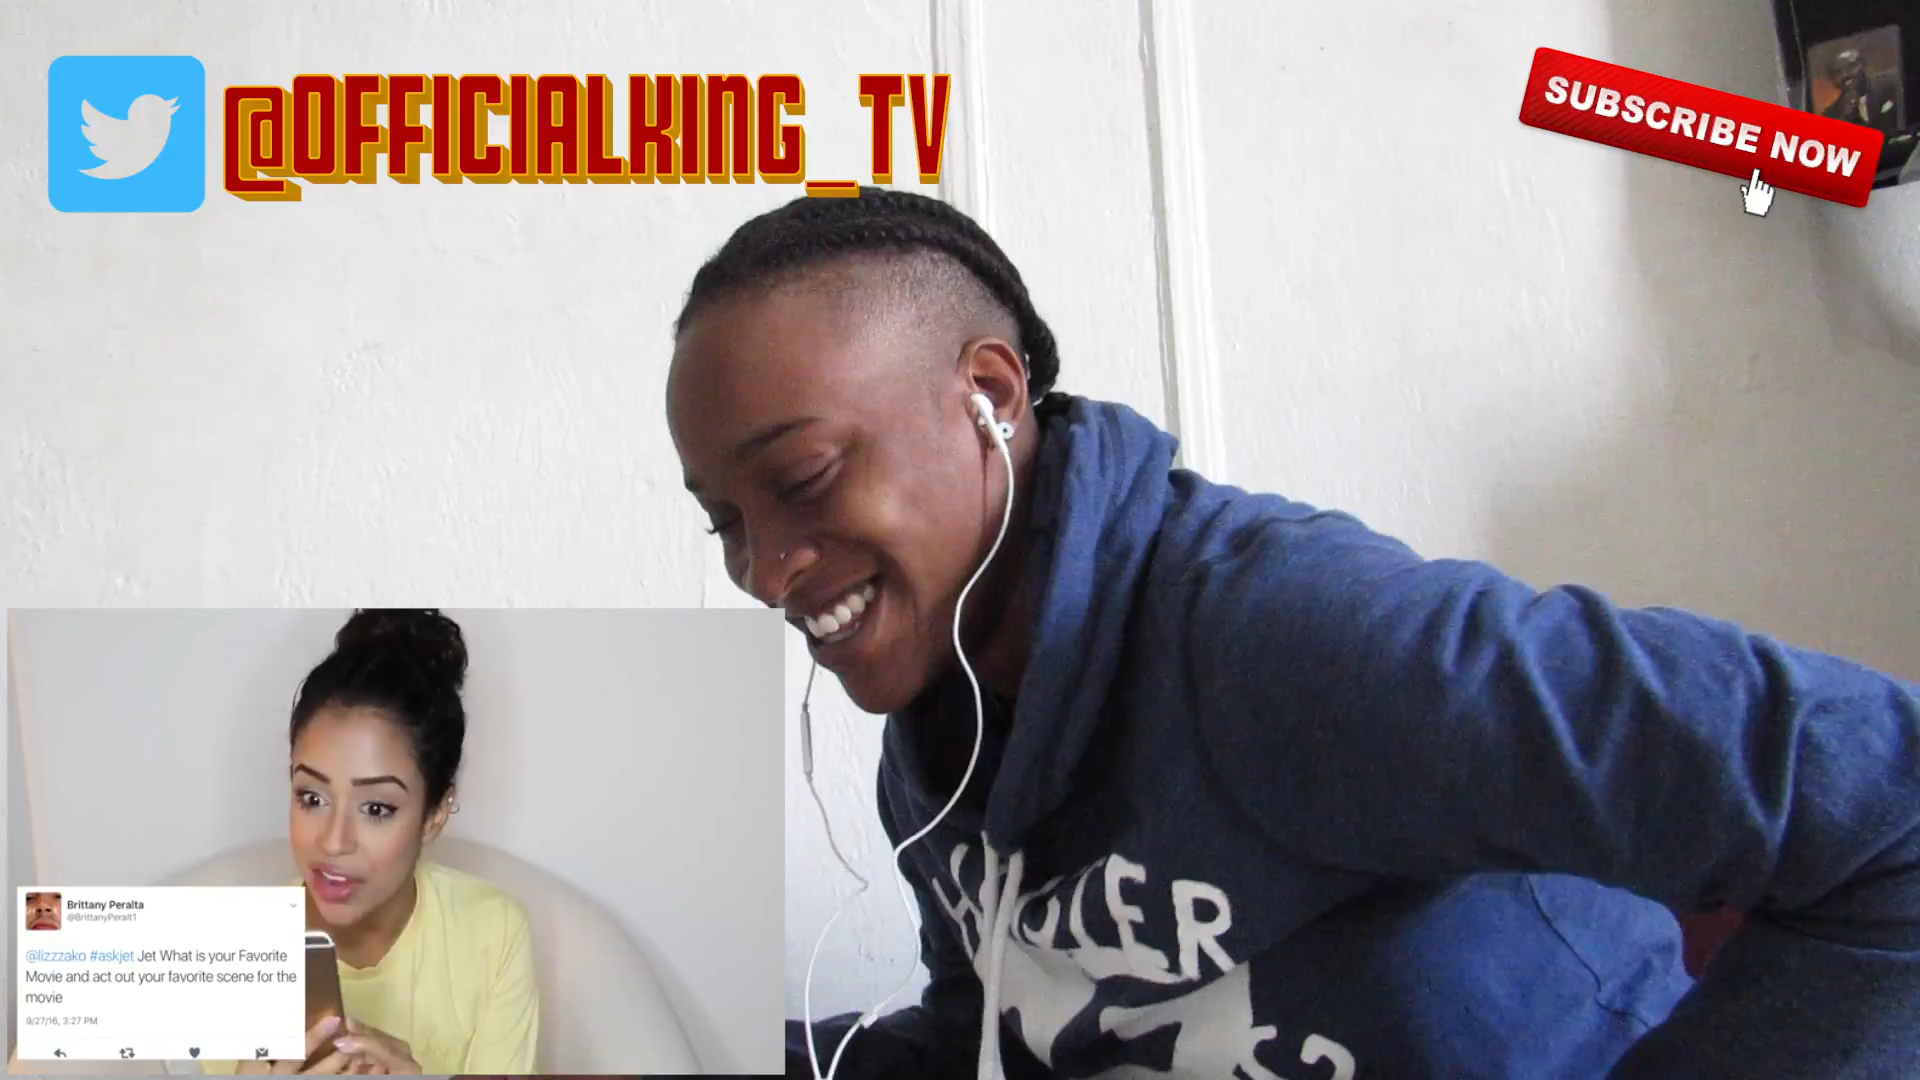 @OFFICIALKING_TV
SUBSCRIBE NOW
Brittany Peralta
@BrittanyPeralt1
@lizzzako #askjet Jet What is your Favorite
Movie and act out your favorite scene for the
movie
9/27/16, 3:27 PM